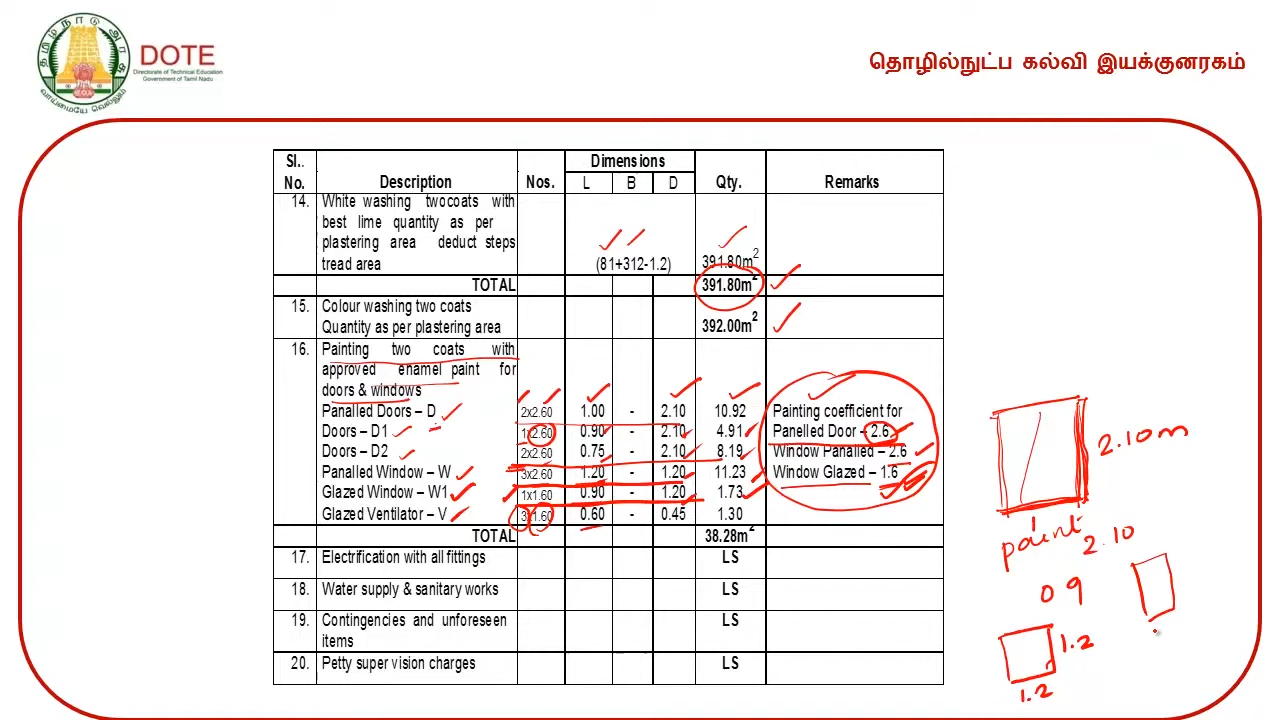 தமிழ்நாடு அரசு
வாய்மையே வெல்லும்
DOTE
Directorate of Technical Education
Government of Tamil Nadu
தொழில்நுட்ப கல்வி இயக்குனரகம்
Sl.. No. Description Nos. Dimensions L B D Qty. Remarks
14. White washing twocoats with
best lime quantity as per
plastering area deduct steps
tread area (81+312-1.2) 391.80m²
TOTAL 391.80m²
15. Colour washing two coats
Quantity as per plastering area 392.00m²
16. Painting two coats with
approved enamel paint for
doors & windows
Panalled Doors – D 2x2.60 1.00 - 2.10 10.92 Painting coefficient for
Doors – D1 1x2.60 0.90 - 2.10 4.91 Panelled Door – 2.6
Doors – D2 2x2.60 0.75 - 2.10 8.19 Window Panalled – 2.6
Panalled Window – W 3x2.60 1.20 - 1.20 11.23 Window Glazed – 1.6
Glazed Window – W1 1x1.60 0.90 - 1.20 1.73
Glazed Ventilator – V 3x1.60 0.60 - 0.45 1.30
TOTAL 38.28m²
17. Electrification with all fittings LS
18. Water supply & sanitary works LS
19. Contingencies and unforeseen
items LS
20. Petty super vision charges LS
2.10m
paint
2.10
09
1.2
1.2